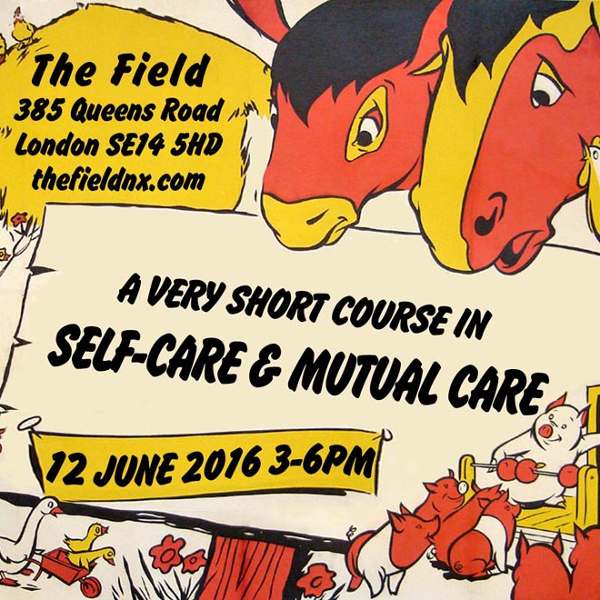 The Field
385 Queens Road
London SE14 5HD
thefieldnx.com
A VERY SHORT COURSE IN
SELF-CARE & MUTUAL CARE
12 JUNE 2016 3-6PM